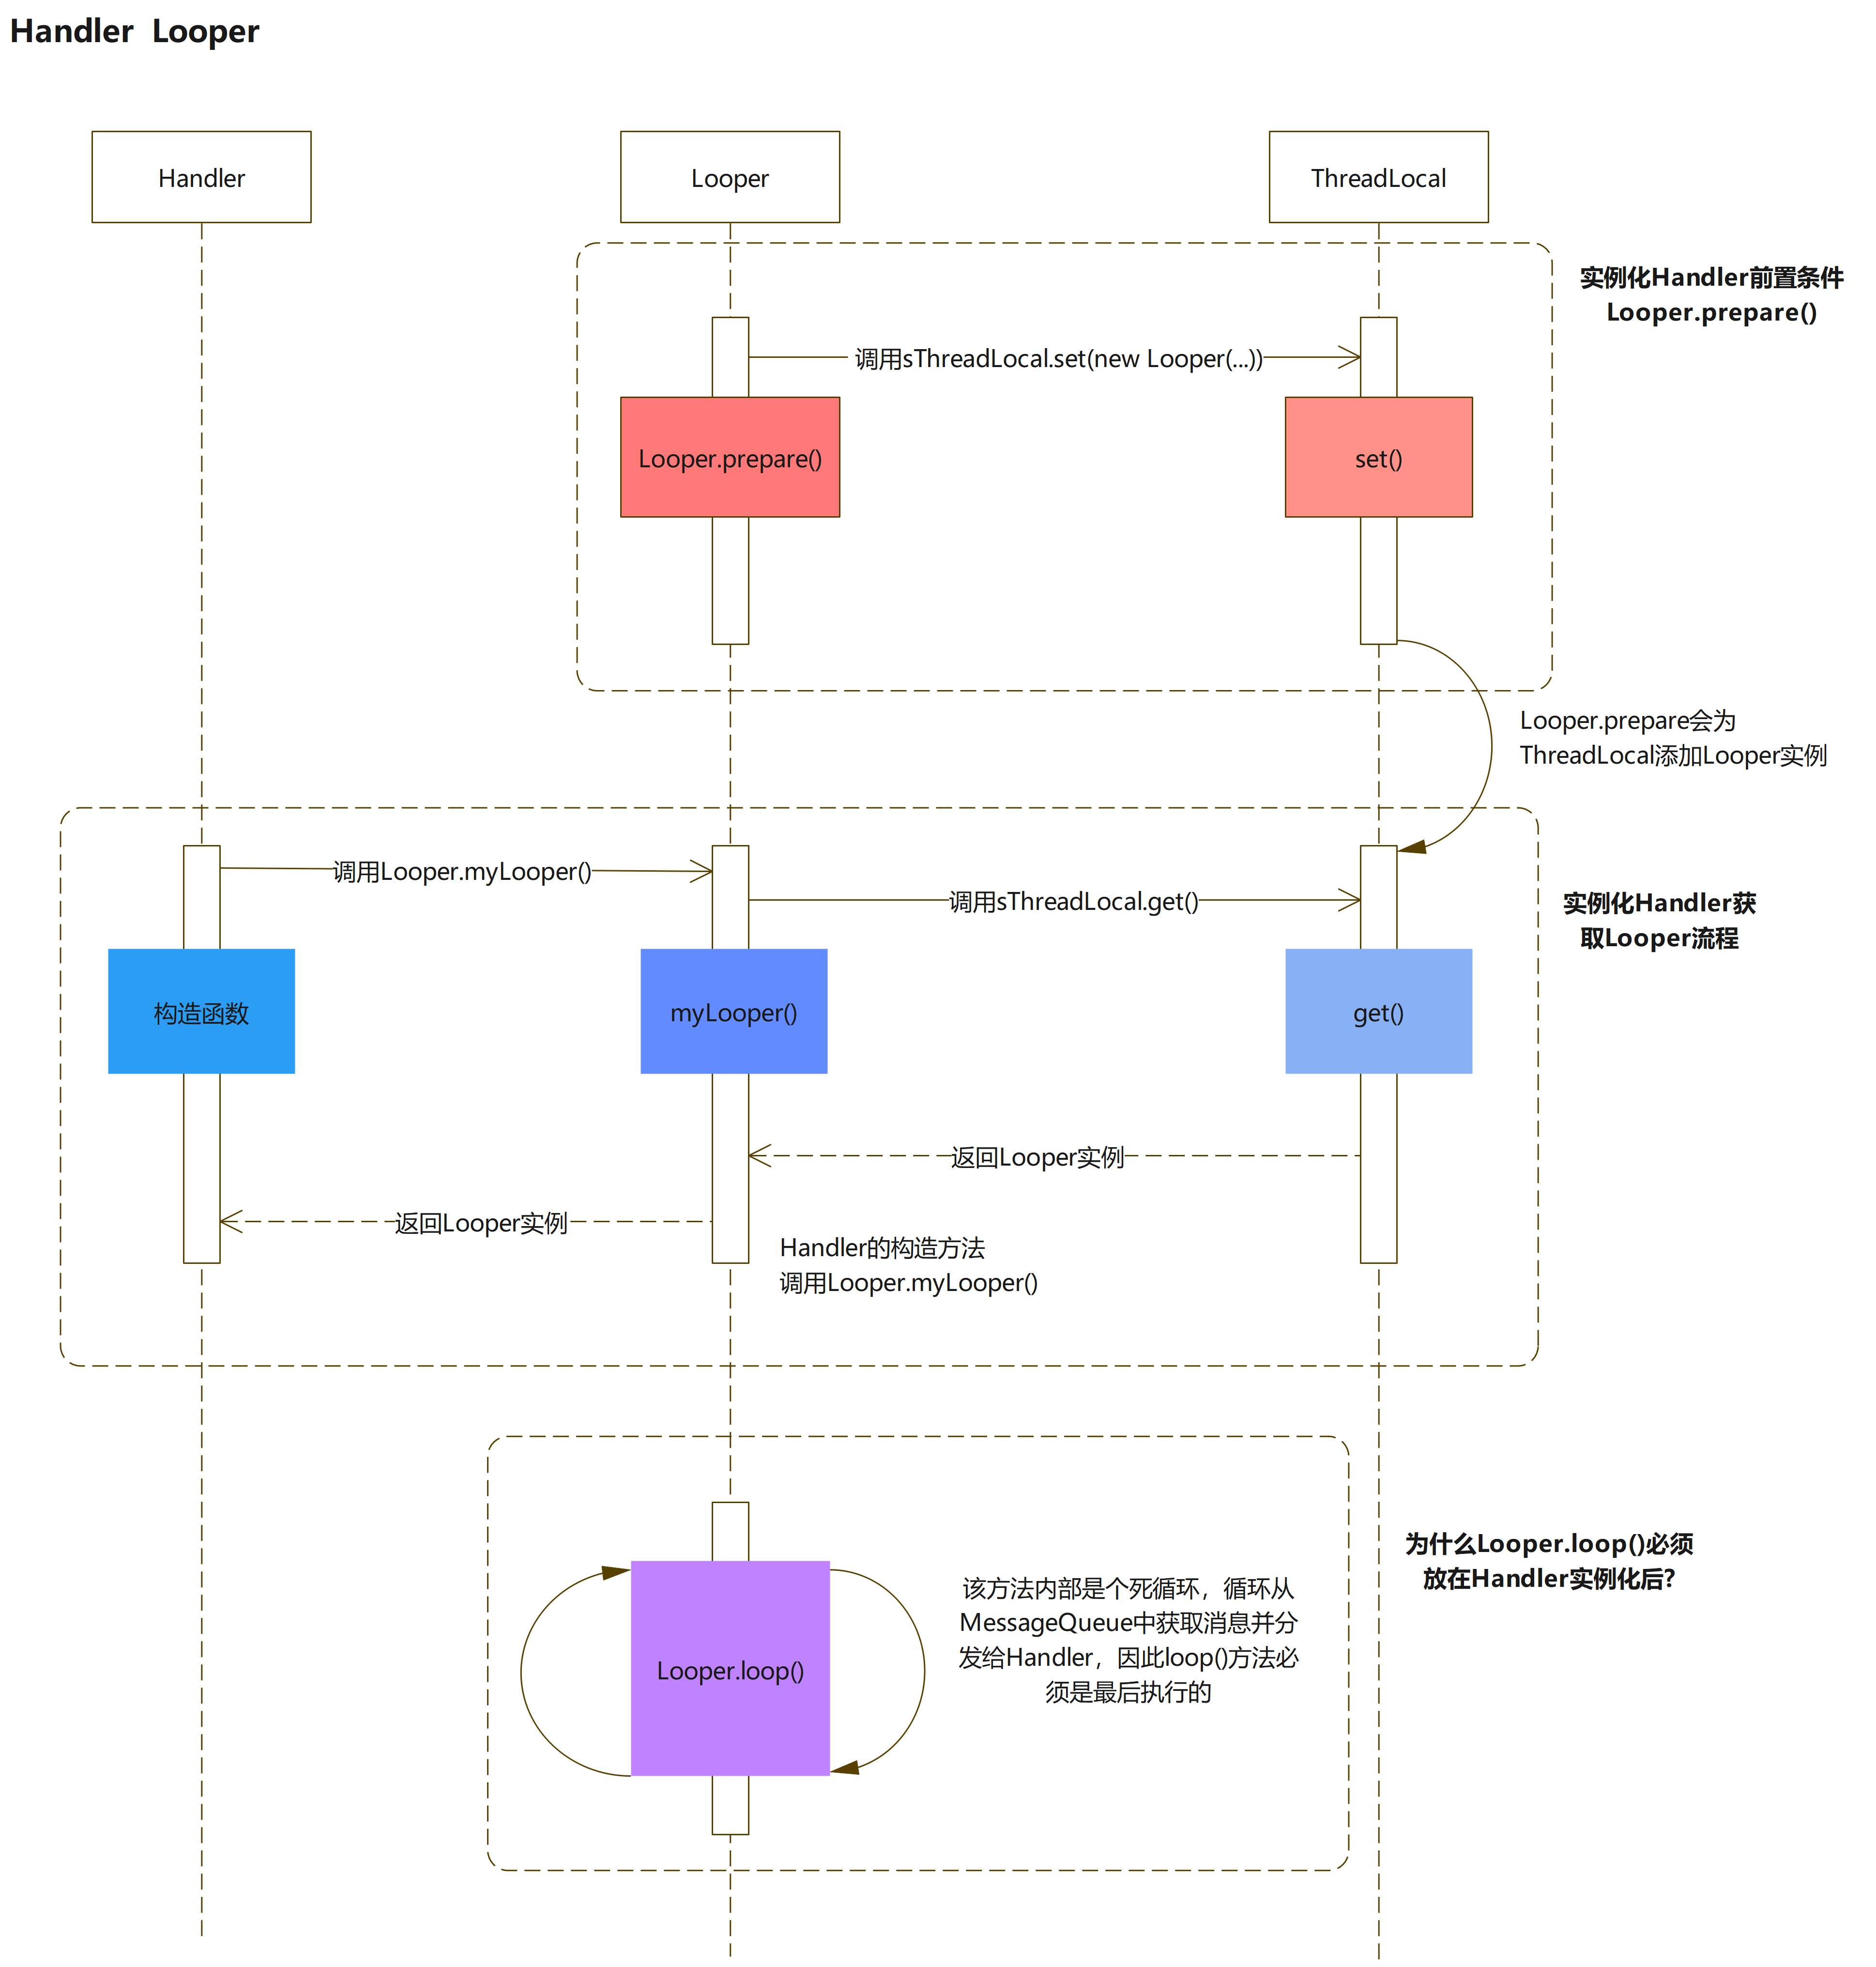 Handler  Looper
Handler
Looper
ThreadLocal
实例化Handler前置条件
Looper.prepare()
调用sThreadLocal.set(new Looper(...))
Looper.prepare()
set()
Looper.prepare会为
ThreadLocal添加Looper实例
调用Looper.myLooper()
调用sThreadLocal.get()
实例化Handler获
取Looper流程
构造函数
myLooper()
get()
返回Looper实例
返回Looper实例
Handler的构造方法
调用Looper.myLooper()
为什么Looper.loop()必须
放在Handler实例化后?
该方法内部是个死循环，循环从
MessageQueue中获取消息并分
发给Handler，因此loop()方法必
须是最后执行的
Looper.loop()